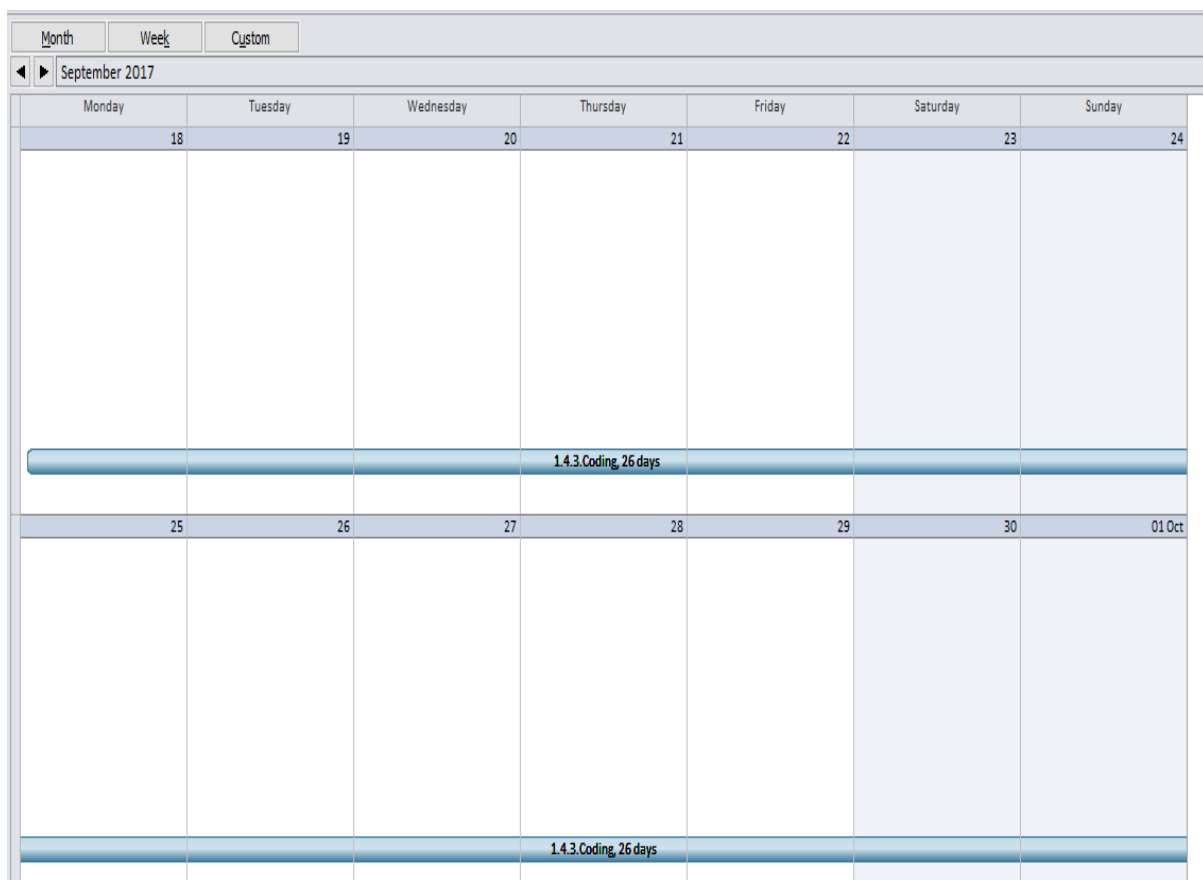 Month Week Custom
September 2017
Monday Tuesday Wednesday Thursday Friday Saturday Sunday
18 19 20 21 22 23 24
1.4.3.Coding, 26 days
25 26 27 28 29 30 01 Oct
1.4.3.Coding, 26 days